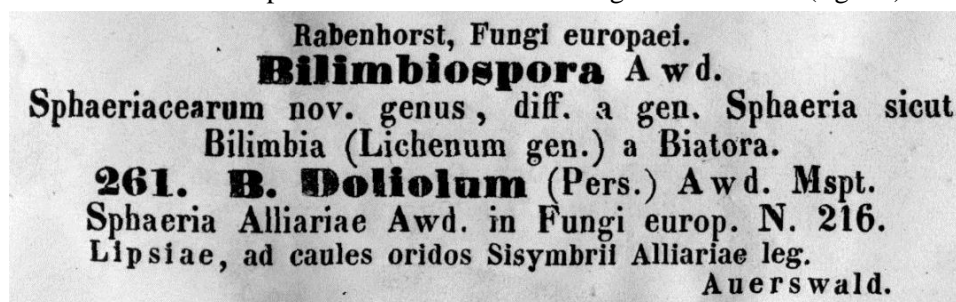 Rabenhorst, Fungi europaei.
Bilimbiospora Awd.
Sphaeriacearum nov. genus, diff. a gen. Sphaeria sicut
Bilimbia (Lichenum gen.) a Biatora.
261. B. Doliolum (Pers.) Awd. Mspt.
Sphaeria Alliariae Awd. in Fungi europ. N. 216.
Lipsiae, ad caules oridos Sisymbrii Alliariae leg.
Auerswald.